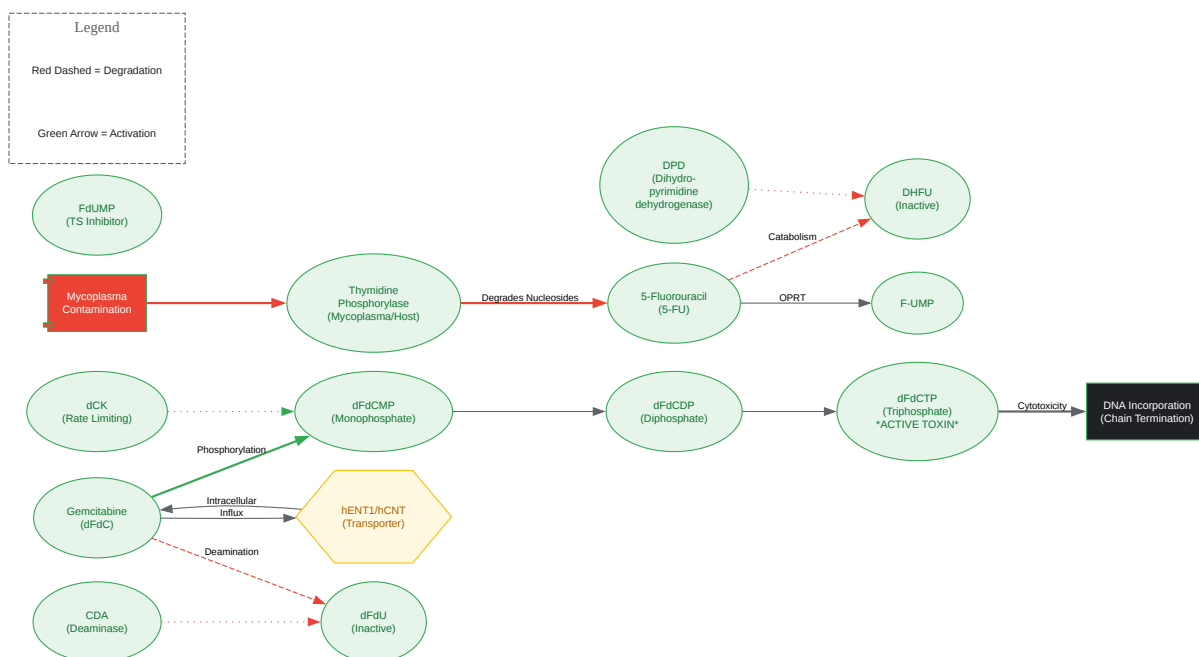 Legend
Red Dashed = Degradation
Green Arrow = Activation
DPD
(Dihydro-
pyrimidine
dehydrogenase)
DHFU
(Inactive)
FdUMP
(TS Inhibitor)
Catabolism
Mycoplasma
Contamination
Thymidine
Phosphorylase
(Mycoplasma/Host)
Degrades Nucleosides
5-Fluorouracil
(5-FU)
OPRT
F-UMP
dCK
(Rate Limiting)
dFdCMP
(Monophosphate)
dFdCDP
(Diphosphate)
dFdCTP
(Triphosphate)
*ACTIVE TOXIN*
Cytotoxicity
DNA Incorporation
(Chain Termination)
Phosphorylation
Gemcitabine
(dFdC)
Intracellular
Influx
hENT1/hCNT
(Transporter)
Deamination
CDA
(Deaminase)
dFdU
(Inactive)